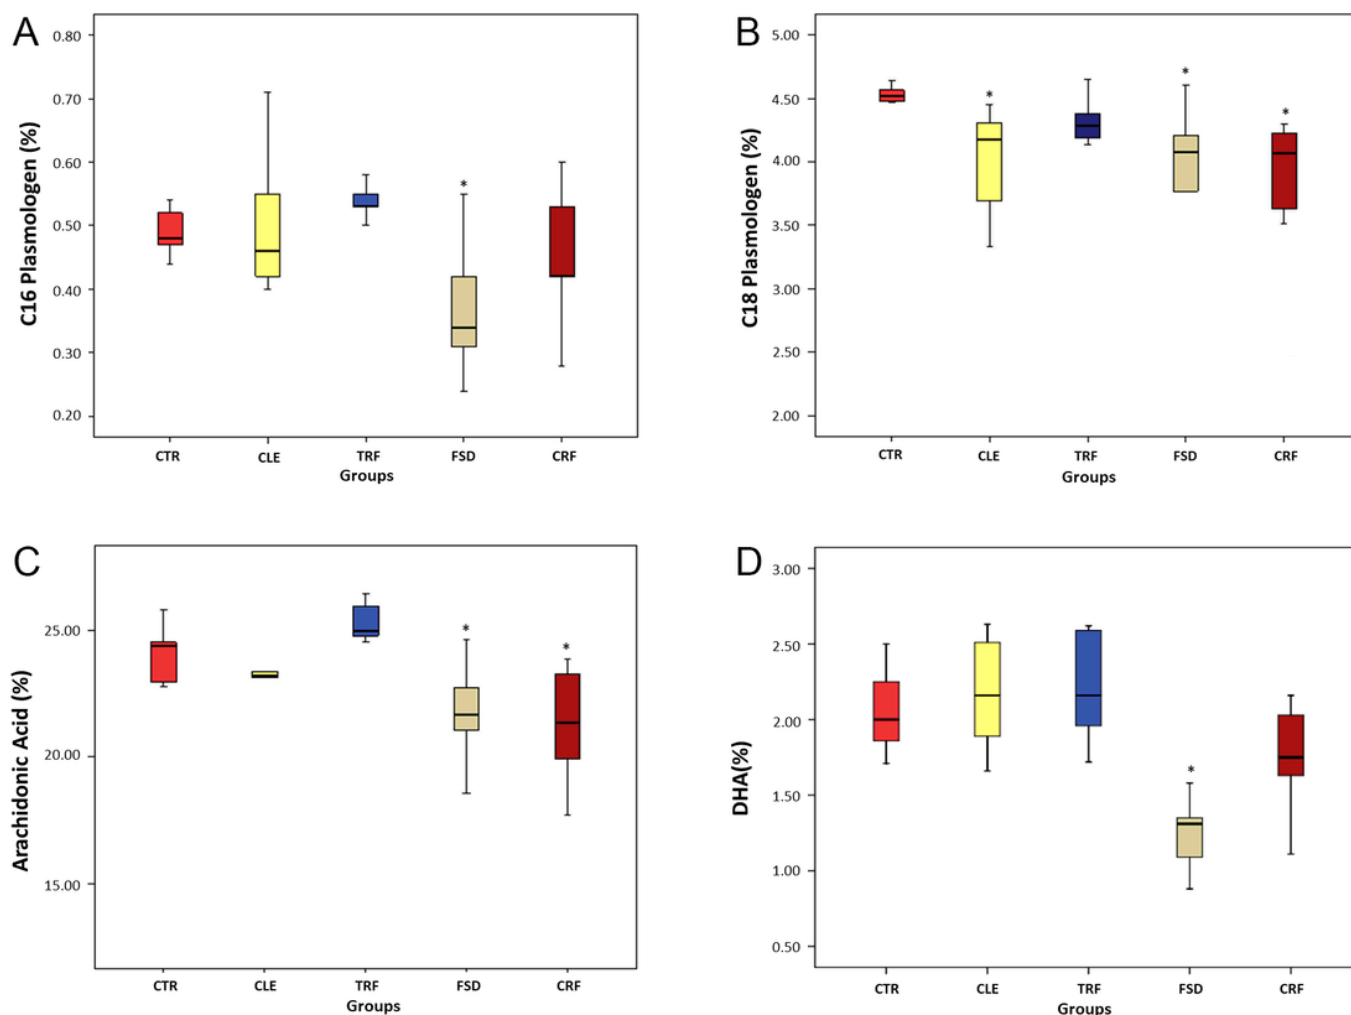 A
C16 Plasmologen (%)
0.80
0.70
0.60
0.50
0.40
0.30
0.20
*
CTR CLE TRF FSD CRF
Groups
B
C18 Plasmologen (%)
5.00
4.50
4.00
3.50
3.00
2.50
2.00
* * *
CTR CLE TRF FSD CRF
Groups
C
Arachidonic Acid (%)
25.00
20.00
15.00
* *
CTR CLE TRF FSD CRF
Groups
D
DHA(%)
3.00
2.50
2.00
1.50
1.00
0.50
*
CTR CLE TRF FSD CRF
Groups